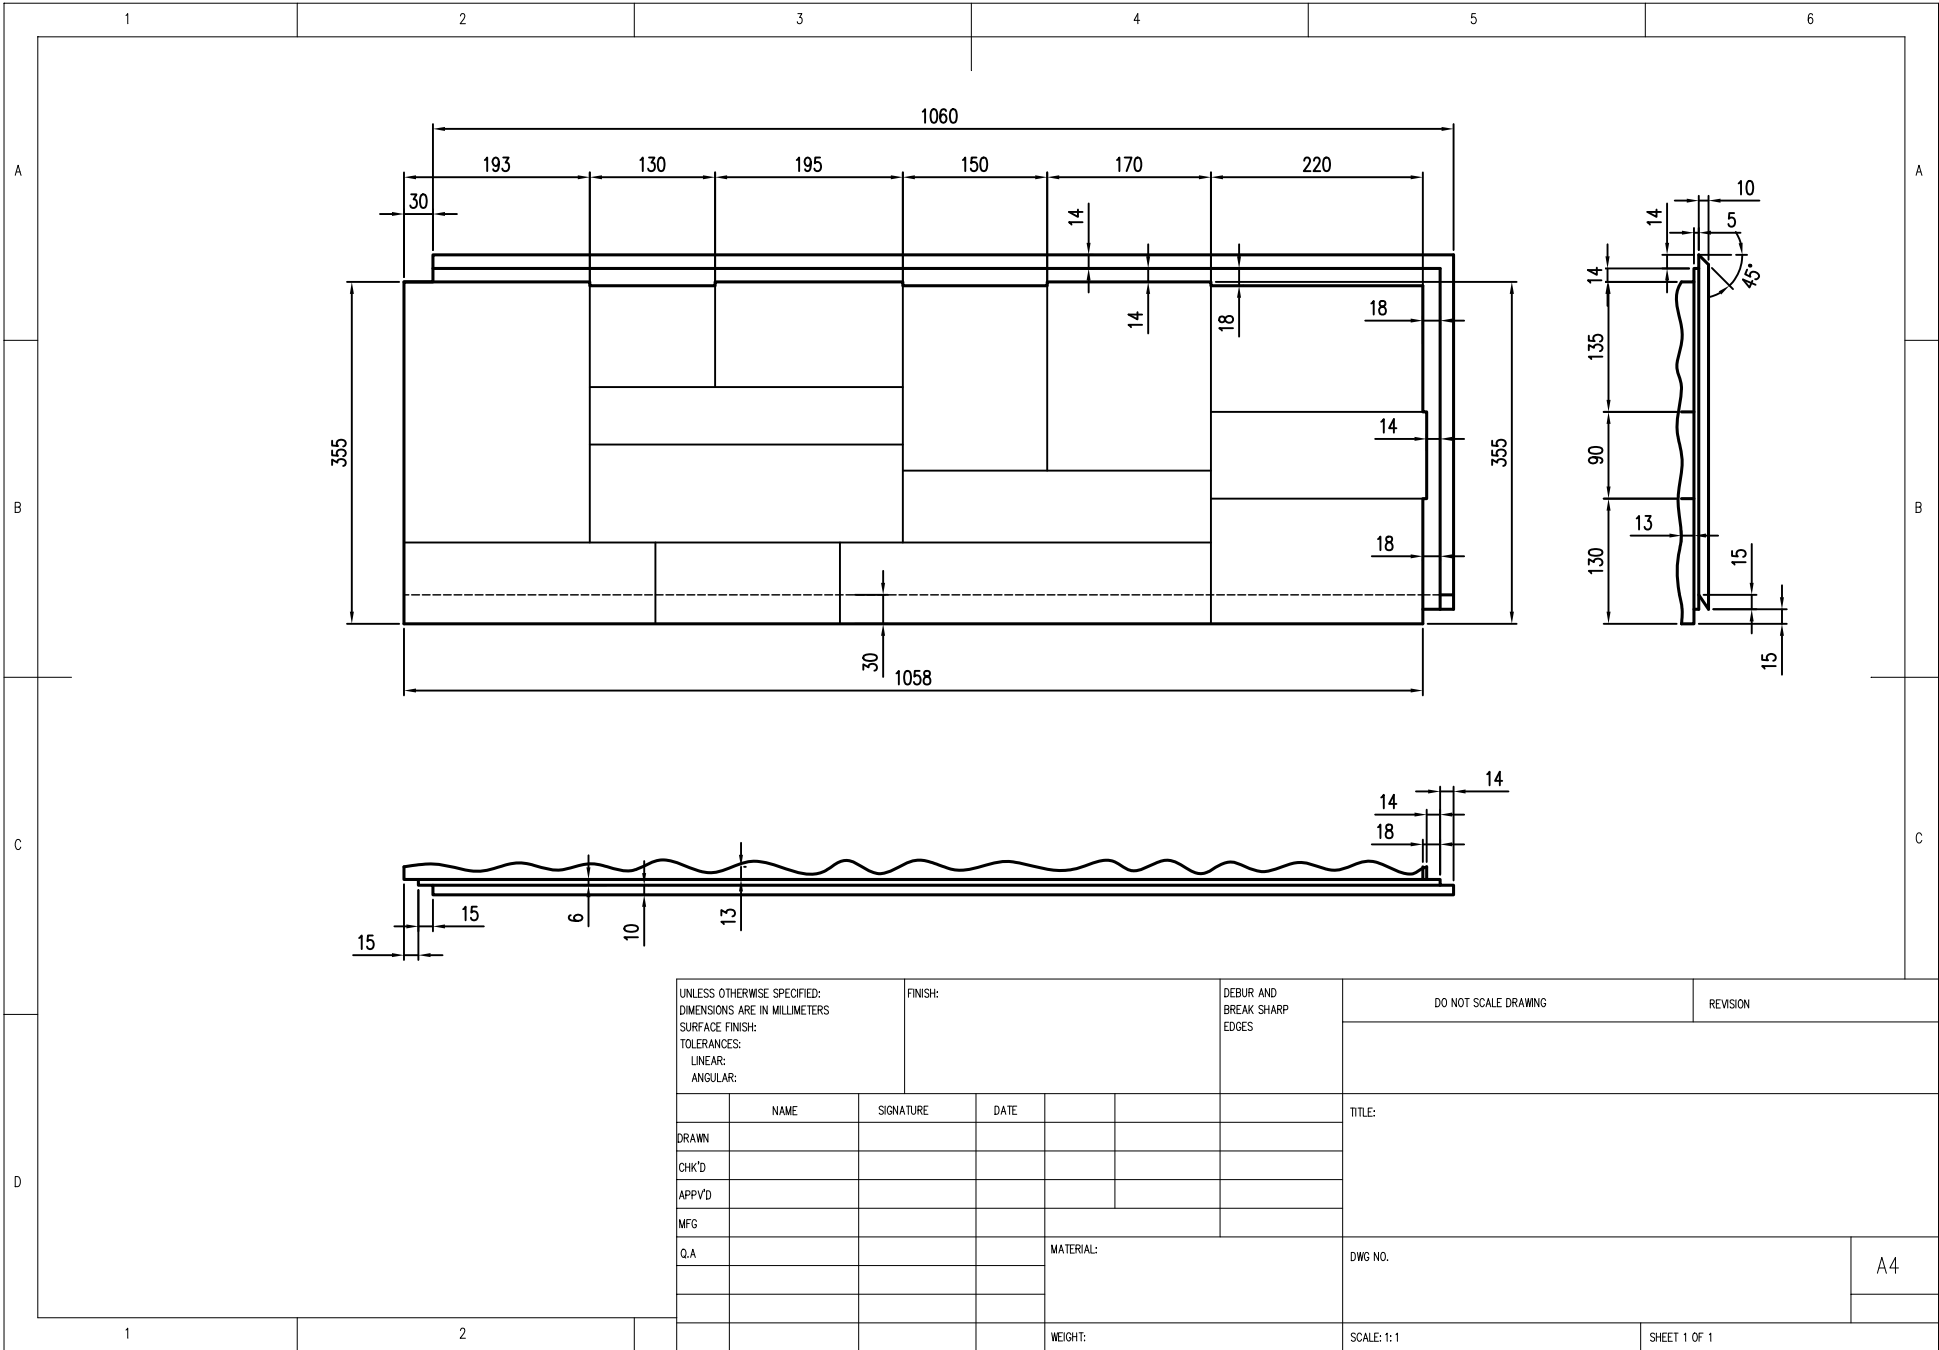 1 2 3 4 5 6
1060
193 130 195 150 170 220
A A
30
14
10
14
5
14
45°
14
18
18
135
355
14
355
90
B B
13
18
15
130
30
15
1058
14
14
18
C C
15
6
10
13
15
UNLESS OTHERWISE SPECIFIED:
DIMENSIONS ARE IN MILLIMETERS
SURFACE FINISH:
TOLERANCES:
LINEAR:
ANGULAR:
FINISH:
DEBUR AND
BREAK SHARP
EDGES
DO NOT SCALE DRAWING
REVISION
NAME SIGNATURE DATE
DRAWN
CHK'D
APPV'D
MFG
Q.A
TITLE:
MATERIAL:
DWG NO.
A4
D
WEIGHT:
SCALE: 1:1
SHEET 1 OF 1
1 2